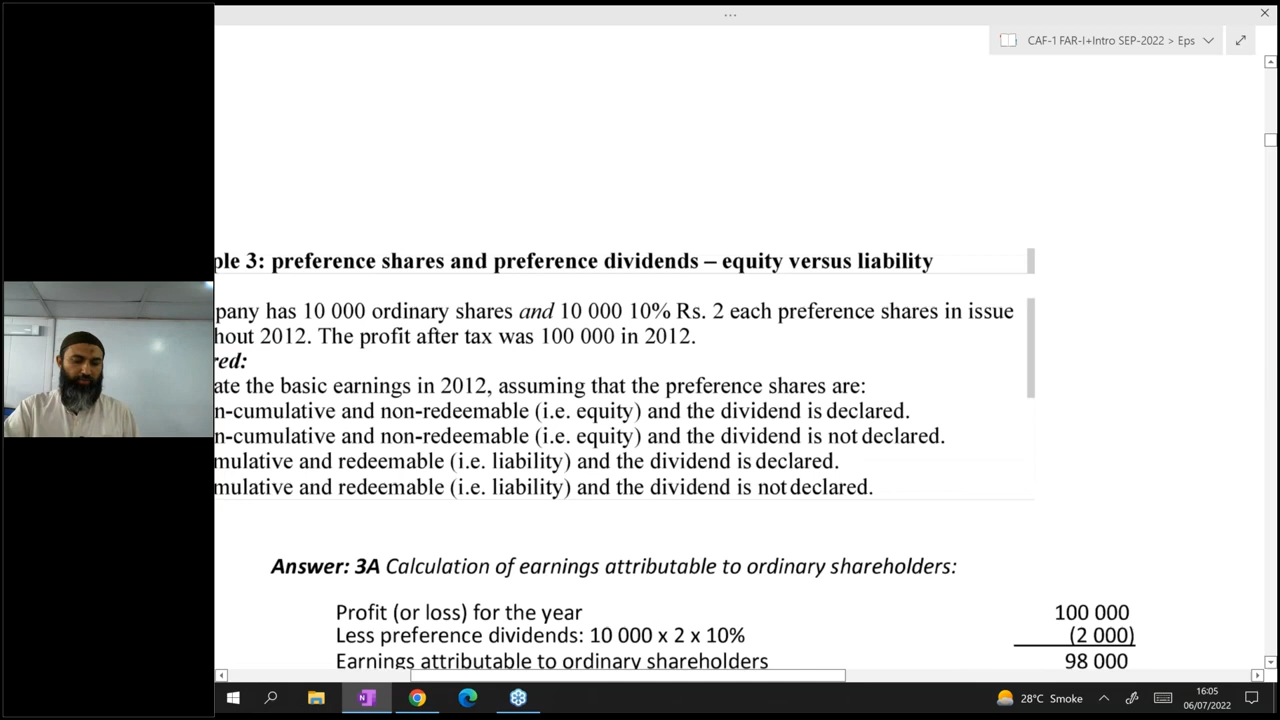 CAF-1 FAR-I+Intro SEP-2022 > Eps
ple 3: preference shares and preference dividends – equity versus liability
pany has 10 000 ordinary shares and 10 000 10% Rs. 2 each preference shares in issue
hout 2012. The profit after tax was 100 000 in 2012.
red:
ate the basic earnings in 2012, assuming that the preference shares are:
n-cumulative and non-redeemable (i.e. equity) and the dividend is declared.
n-cumulative and non-redeemable (i.e. equity) and the dividend is not declared.
mulative and redeemable (i.e. liability) and the dividend is declared.
mulative and redeemable (i.e. liability) and the dividend is not declared.
Answer: 3A Calculation of earnings attributable to ordinary shareholders:
Profit (or loss) for the year 100 000
Less preference dividends: 10 000 x 2 x 10% (2 000)
Earnings attributable to ordinary shareholders 98 000
28°C Smoke
16:05
06/07/2022